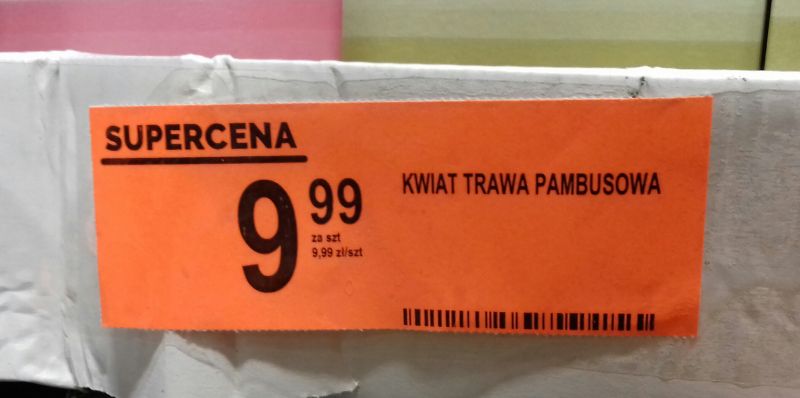 SUPERCENA
9 99
za szt
9,99 zł/szt
KWIAT TRAWA PAMBUSOWA